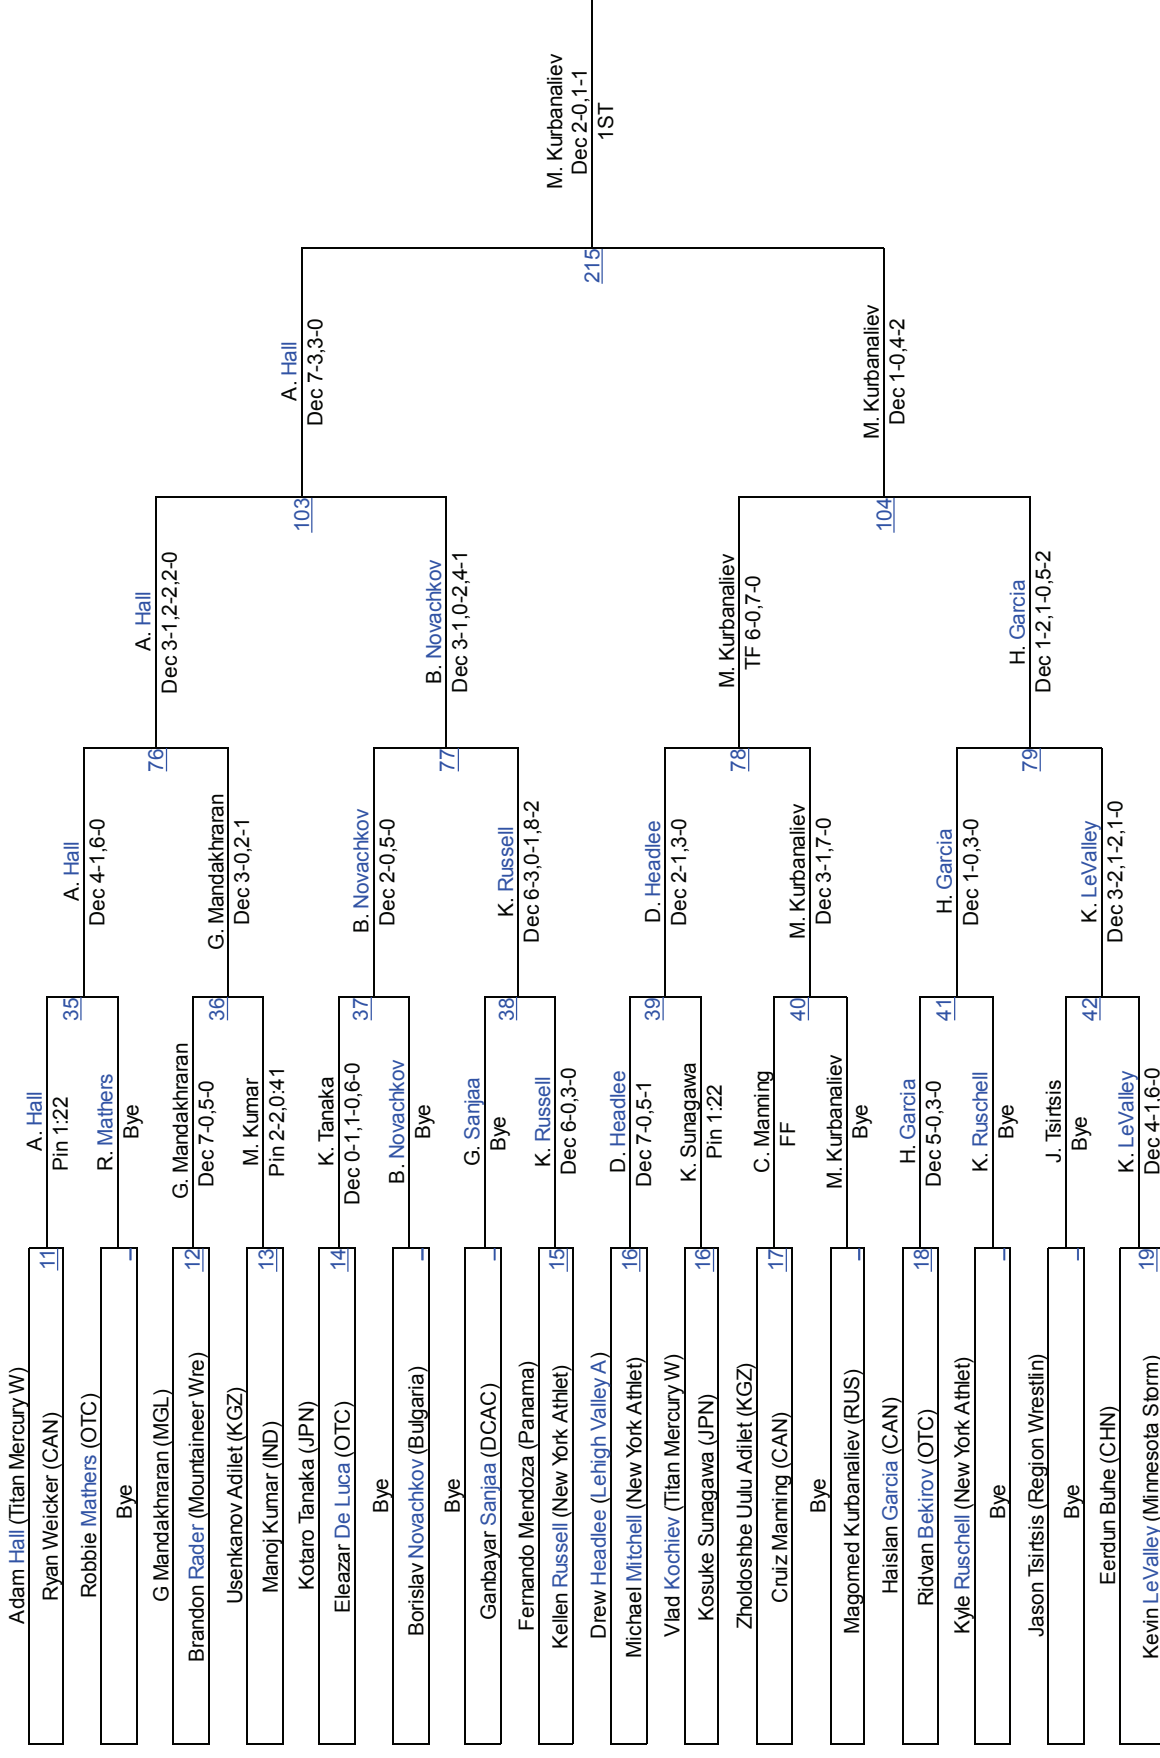 Adam Hall (Titan Mercury W)
11
Ryan Weicker (CAN)
Robbie Mathers (OTC)
–
Bye
G Mandakhraran (MGL)
12
Brandon Rader (Mountaineer Wre)
Usenkanov Adilet (KGZ)
13
Manoj Kumar (IND)
Kotaro Tanaka (JPN)
14
Eleazar De Luca (OTC)
Bye
–
Borislav Novachkov (Bulgaria)
Bye
–
Ganbayar Sanjaa (DCAC)
Fernando Mendoza (Panama)
15
Kellen Russell (New York Athlet)
Drew Headlee (Lehigh Valley A)
16
Michael Mitchell (New York Athlet)
Vlad Kochiev (Titan Mercury W)
16
Kosuke Sunagawa (JPN)
Zholdoshbe Uulu Adilet (KGZ)
17
Cruiz Manning (CAN)
Bye
–
Magomed Kurbanaliev (RUS)
Haislan Garcia (CAN)
18
Ridvan Bekirov (OTC)
Kyle Ruschell (New York Athlet)
–
Bye
Jason Tsirtsis (Region Wrestlin)
–
Bye
Eerdun Buhe (CHN)
19
Kevin LeValley (Minnesota Storm)
A. Hall
Pin 1:22
35
R. Mathers
Bye
G. Mandakhraran
Dec 7-0,5-0
36
M. Kumar
Pin 2-2,0:41
K. Tanaka
Dec 0-1,1-0,6-0
37
B. Novachkov
Bye
G. Sanjaa
Bye
38
K. Russell
Dec 6-0,3-0
D. Headlee
Dec 7-0,5-1
39
K. Sunagawa
Pin 1:22
C. Manning
FF
40
M. Kurbanaliev
Bye
H. Garcia
Dec 5-0,3-0
41
K. Ruschell
Bye
J. Tsirtsis
Bye
42
K. LeValley
Dec 4-1,6-0
A. Hall
Dec 4-1,6-0
76
G. Mandakhraran
Dec 3-0,2-1
B. Novachkov
Dec 2-0,5-0
77
K. Russell
Dec 6-3,0-1,8-2
D. Headlee
Dec 2-1,3-0
78
M. Kurbanaliev
Dec 3-1,7-0
H. Garcia
Dec 1-0,3-0
79
K. LeValley
Dec 3-2,1-2,1-0
A. Hall
Dec 3-1,2-2,2-0
103
B. Novachkov
Dec 3-1,0-2,4-1
M. Kurbanaliev
TF 6-0,7-0
104
H. Garcia
Dec 1-2,1-0,5-2
A. Hall
Dec 7-3,3-0
215
M. Kurbanaliev
Dec 1-0,4-2
M. Kurbanaliev
Dec 2-0,1-1
1ST